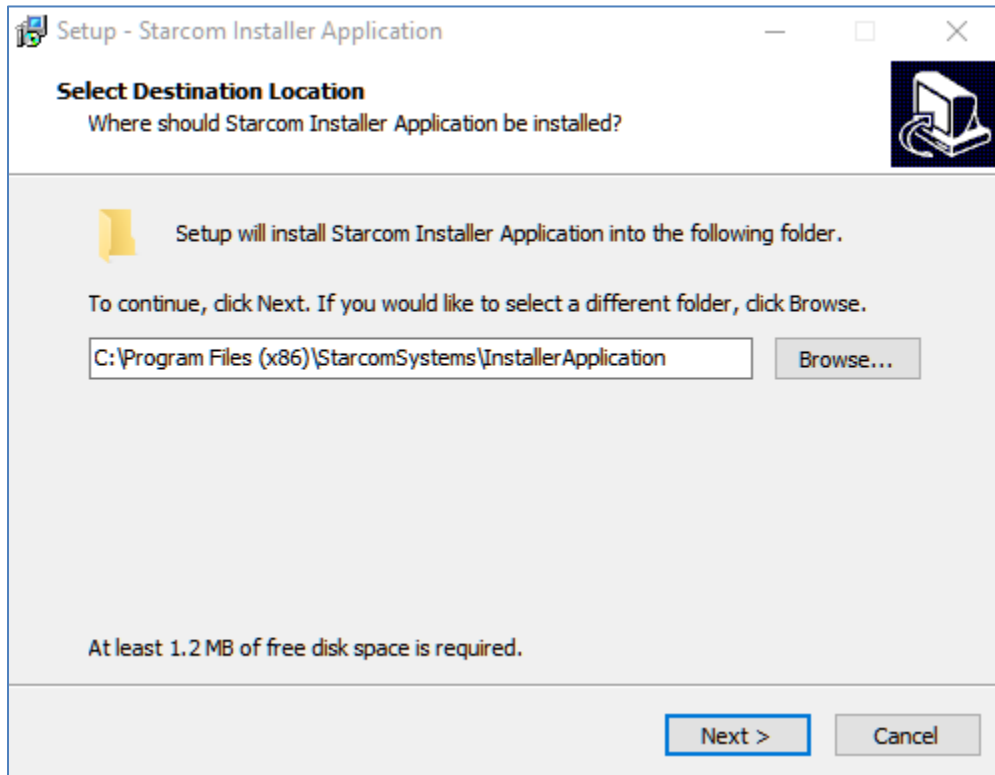 Setup - Starcom Installer Application
Select Destination Location
Where should Starcom Installer Application be installed?
Setup will install Starcom Installer Application into the following folder.
To continue, click Next. If you would like to select a different folder, click Browse.
C:\Program Files (x86)\StarcomSystems\InstallerApplication
Browse...
At least 1.2 MB of free disk space is required.
Next >
Cancel